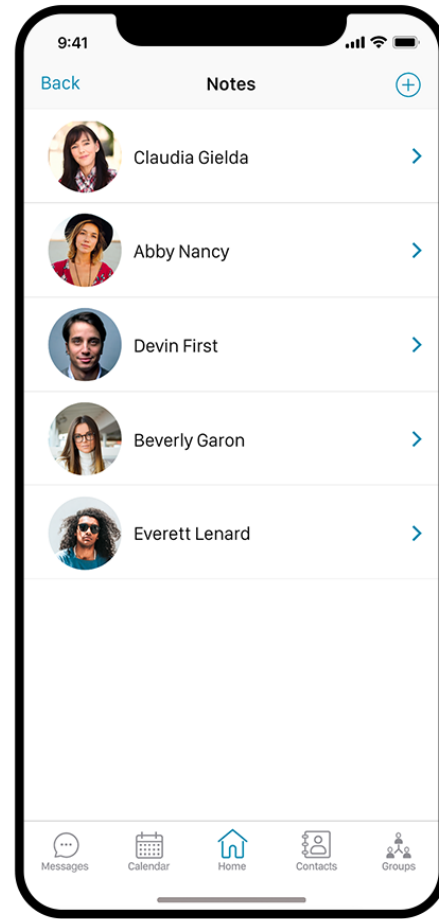 9:41
Back Notes
Claudia Gielda
Abby Nancy
Devin First
Beverly Garon
Everett Lenard
Messages Calendar Home Contacts Groups